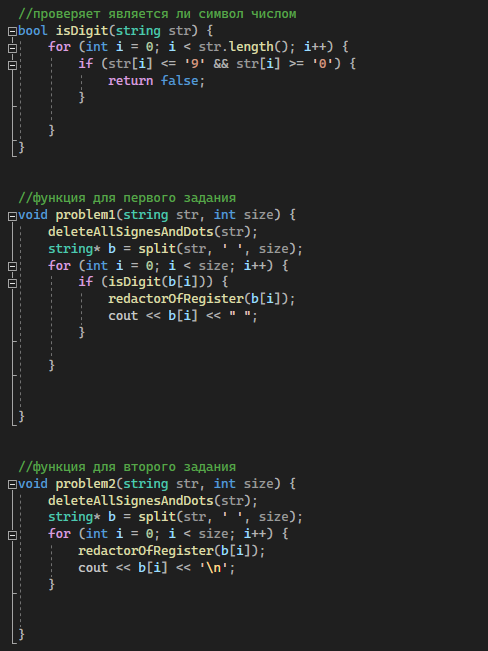 //проверяет является ли символ числом
bool isDigit(string str) {
    for (int i = 0; i < str.length(); i++) {
        if (str[i] <= '9' && str[i] >= '0') {
            return false;
        }
    }
}
//функция для первого задания
void problem1(string str, int size) {
    deleteAllSignesAndDots(str);
    string* b = split(str, ' ', size);
    for (int i = 0; i < size; i++) {
        if (isDigit(b[i])) {
            redactorOfRegister(b[i]);
            cout << b[i] << " ";
        }
    }
}
//функция для второго задания
void problem2(string str, int size) {
    deleteAllSignesAndDots(str);
    string* b = split(str, ' ', size);
    for (int i = 0; i < size; i++) {
        redactorOfRegister(b[i]);
        cout << b[i] << '\n';
    }
}